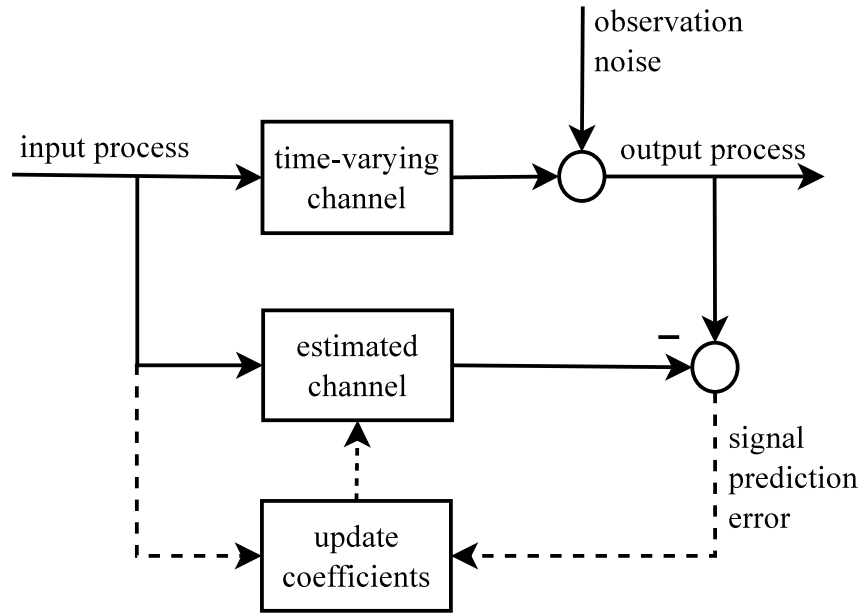 observation
noise
input process
time-varying
channel
output process
estimated
channel
–
signal
prediction
error
update
coefficients